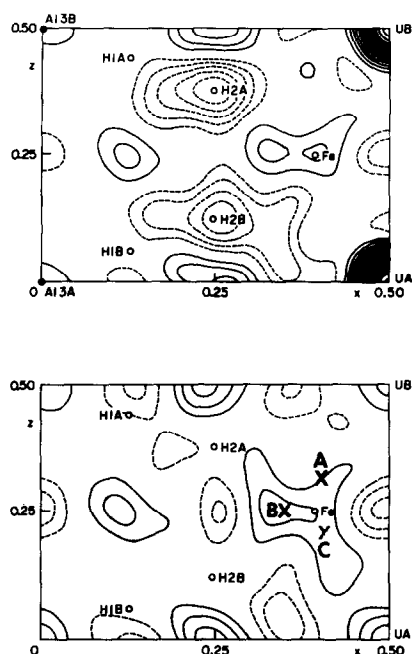 Al3B
0.50
UB
z
H1A
H2A
0.25
Fe
H2B
H1B
0
Al3A
0.25
x
0.50
UA
0.50
UB
z
H1A
H2A
A
X
0.25
BX
Fe
Y
C
H2B
H1B
0
0.25
x
0.50
UA